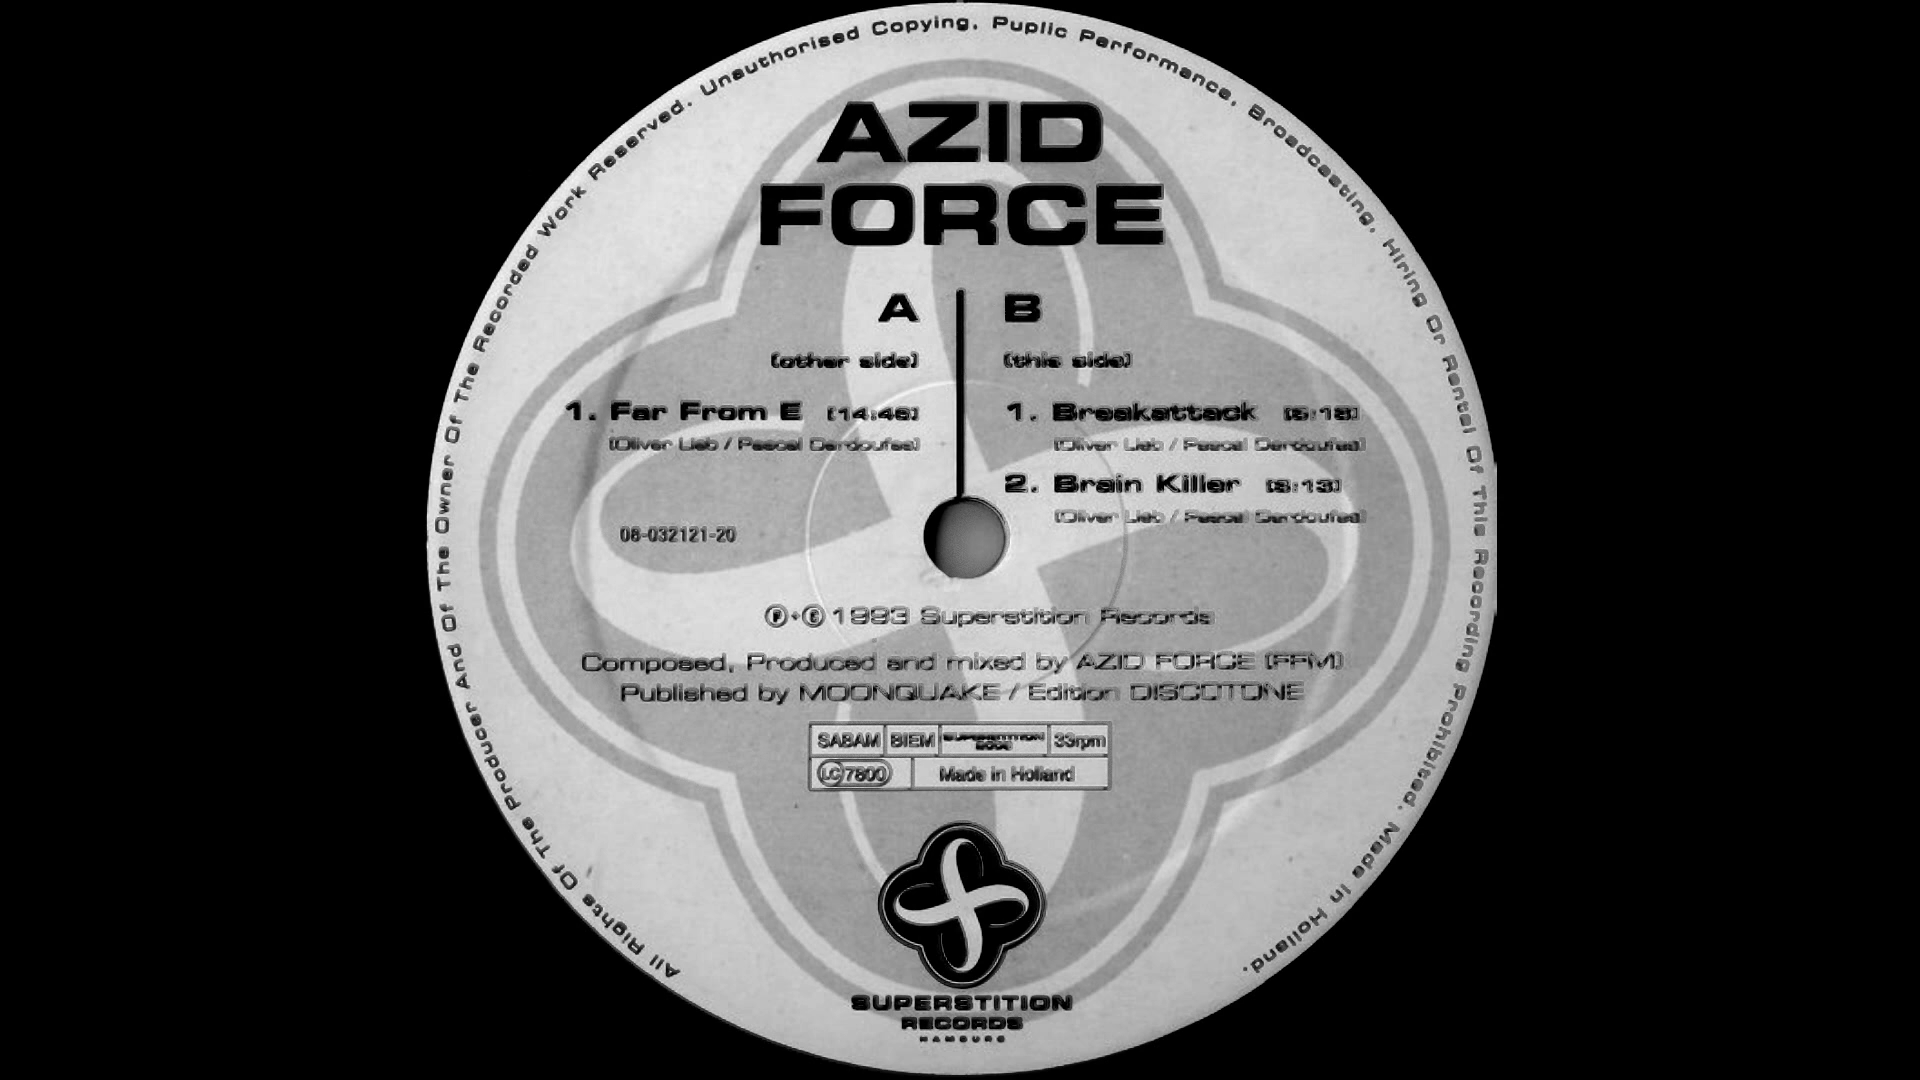 All Rights Of The Producer And Of The Owner Of The Recorded Work Reserved. Unauthorised Copying, Puplic Performance, Broadcasting, Hiring Or Rental Of This Recording Prohibited. Made In Holland.
AZID
FORCE
A B
(other side) (this side)
1. Far From E 1. Breakattack
(Oliver Lieb / Pascal Dardoufas) (Oliver Lieb / Pascal Dardoufas)
2. Brain Killer
(Oliver Lieb / Pascal Dardoufas)
08-032121-20
℗+© 1993 Superstition Records
Composed, Produced and mixed by AZID FORCE (FFM)
Published by MOONQUAKE / Edition DISCOTONE
SABAM BIEM SUPERSTITION 33rpm
LC 7800 Made in Holland
SUPERSTITION
RECORDS
HAMBURG